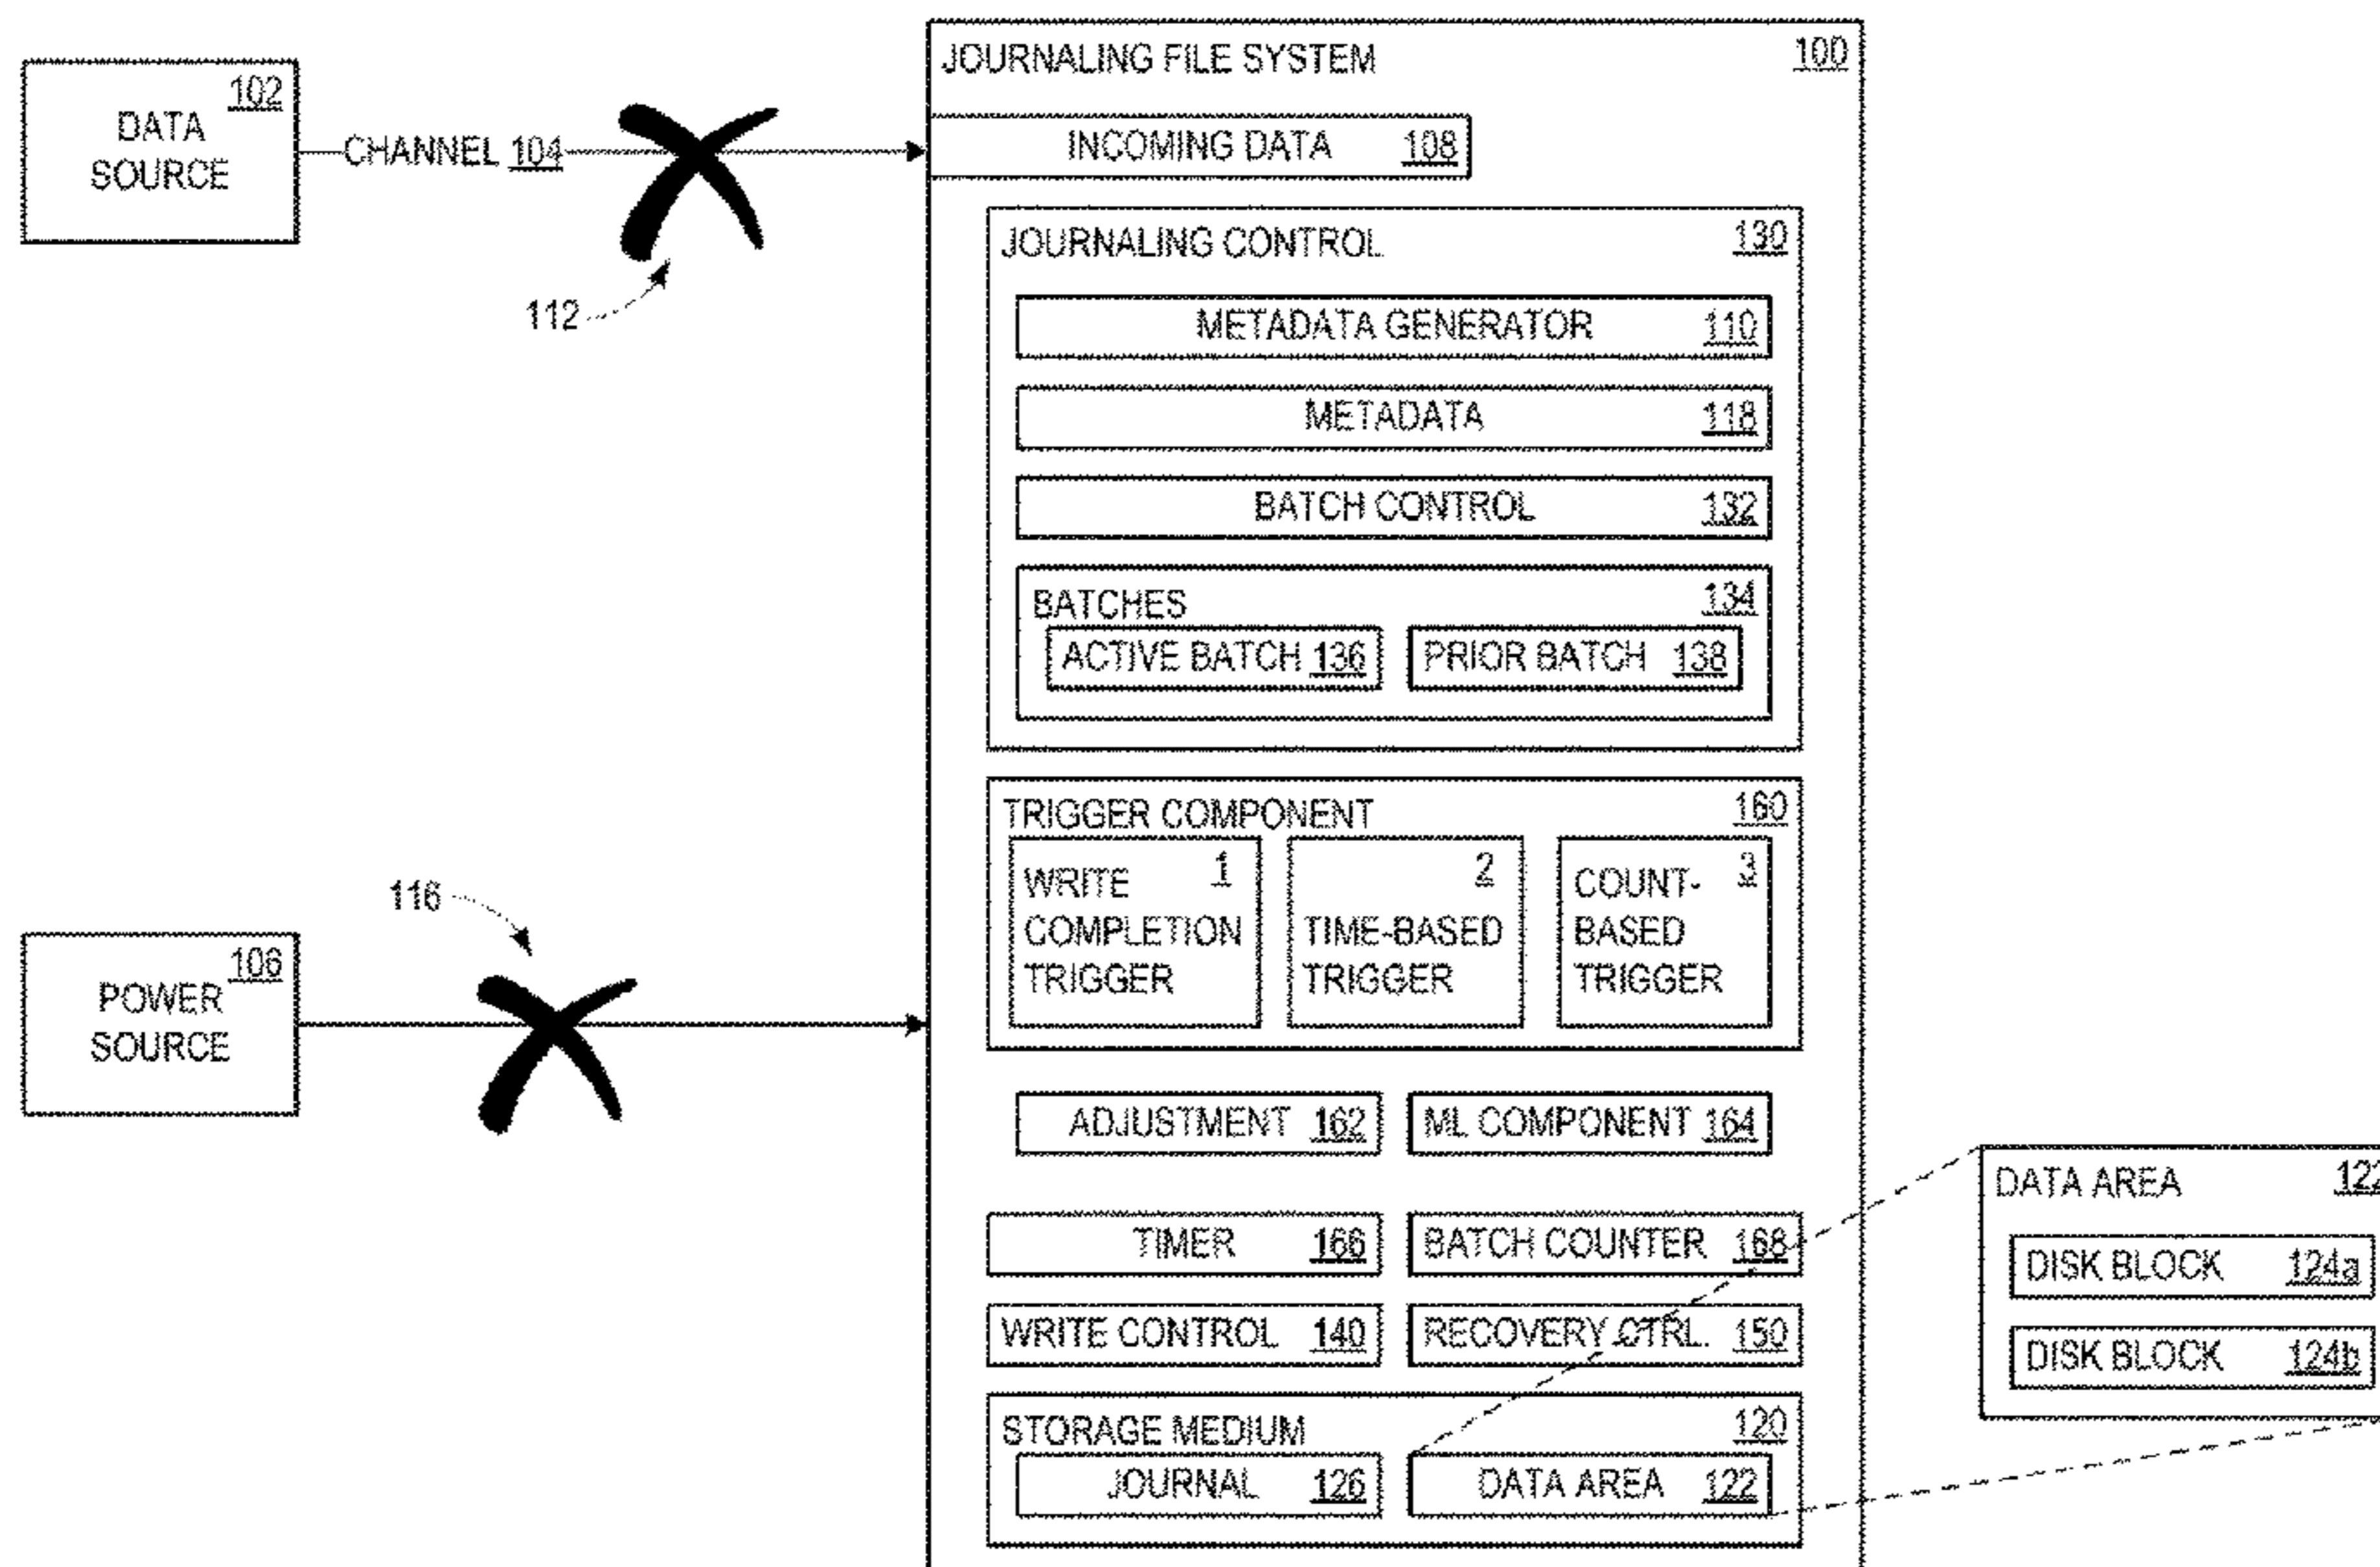 JOURNALING FILE SYSTEM 100
102
DATA
SOURCE
CHANNEL 104
INCOMING DATA 108
112
JOURNALING CONTROL 130
METADATA GENERATOR 110
METADATA 118
BATCH CONTROL 132
BATCHES 134
ACTIVE BATCH 136
PRIOR BATCH 138
TRIGGER COMPONENT 160
WRITE 1
COMPLETION
TRIGGER
2
TIME-BASED
TRIGGER
COUNT- 3
BASED
TRIGGER
116
106
POWER
SOURCE
ADJUSTMENT 162
ML COMPONENT 164
TIMER 166
BATCH COUNTER 168
WRITE CONTROL 140
RECOVERY CTRL. 150
STORAGE MEDIUM 120
JOURNAL 126
DATA AREA 122
DATA AREA 122
DISK BLOCK 124a
DISK BLOCK 124b